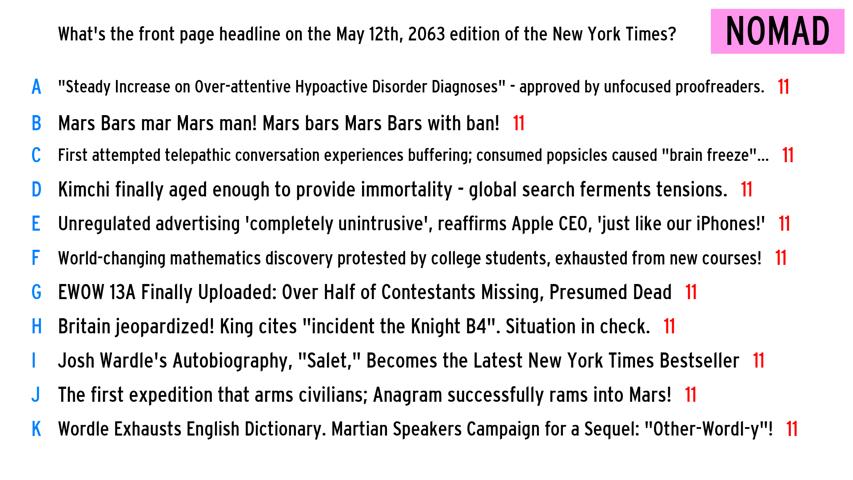 What's the front page headline on the May 12th, 2063 edition of the New York Times?
NOMAD
A "Steady Increase on Over-attentive Hypoactive Disorder Diagnoses" - approved by unfocused proofreaders. 11
B Mars Bars mar Mars man! Mars bars Mars Bars with ban! 11
C First attempted telepathic conversation experiences buffering; consumed popsicles caused "brain freeze"... 11
D Kimchi finally aged enough to provide immortality - global search ferments tensions. 11
E Unregulated advertising 'completely unintrusive', reaffirms Apple CEO, 'just like our iPhones!' 11
F World-changing mathematics discovery protested by college students, exhausted from new courses! 11
G EWOW 13A Finally Uploaded: Over Half of Contestants Missing, Presumed Dead 11
H Britain jeopardized! King cites "incident the Knight B4". Situation in check. 11
I Josh Wardle's Autobiography, "Salet," Becomes the Latest New York Times Bestseller 11
J The first expedition that arms civilians; Anagram successfully rams into Mars! 11
K Wordle Exhausts English Dictionary. Martian Speakers Campaign for a Sequel: "Other-Wordl-y"! 11